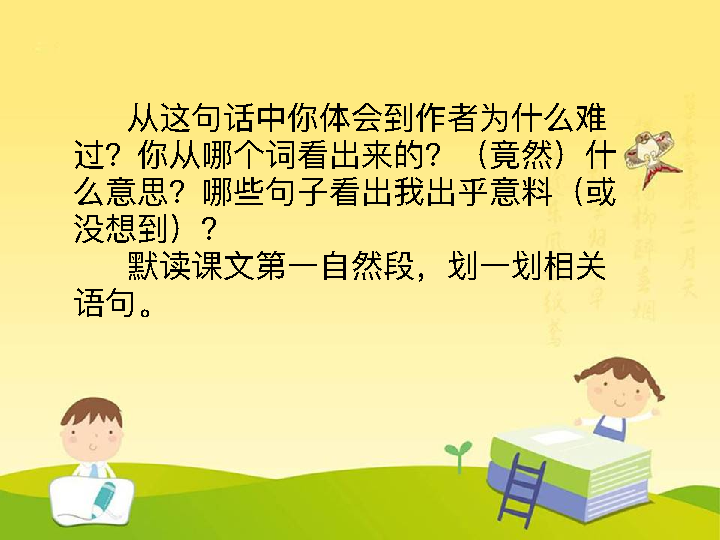 从这句话中你体会到作者为什么难
过？你从哪个词看出来的？（竟然）什
么意思？哪些句子看出我出乎意料（或
没想到）？
默读课文第一自然段，划一划相关
语句。
二月天